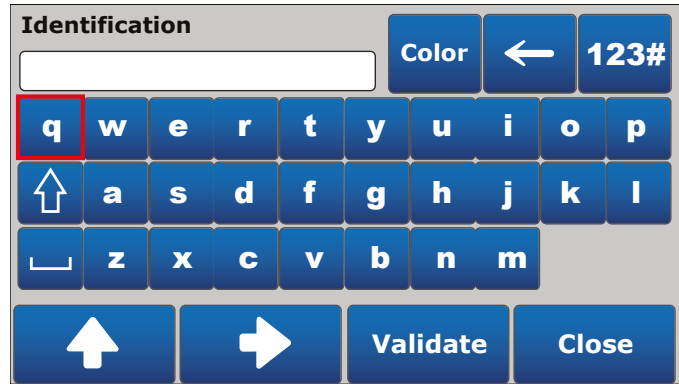 Identification
Color 123#
q w e r t y u i o p
a s d f g h j k l
z x c v b n m
Validate Close